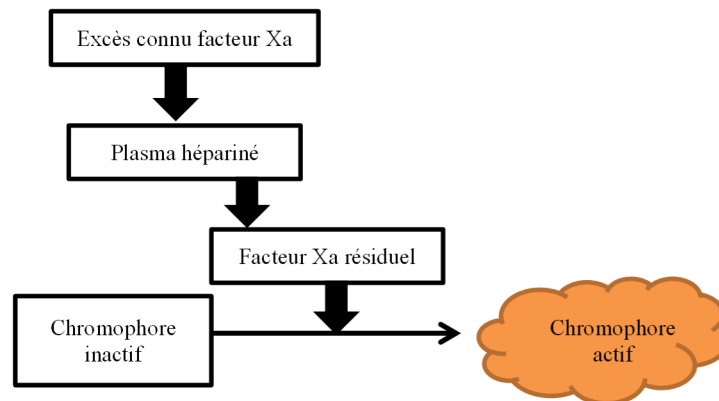 Excès connu facteur Xa
Plasma hépariné
Facteur Xa résiduel
Chromophore
inactif
Chromophore
actif